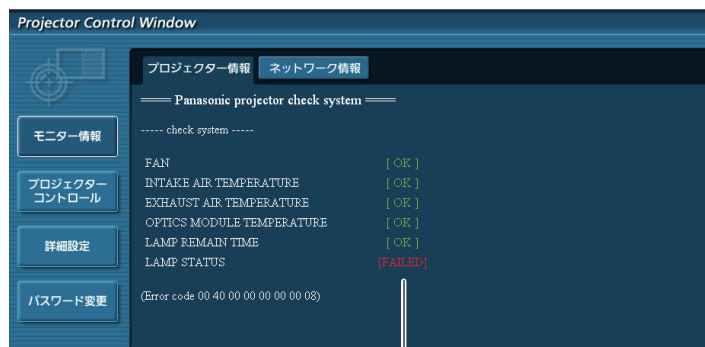 Projector Control Window
プロジェクター情報 ネットワーク情報
═══ Panasonic projector check system ═══
----- check system -----
モニター情報
FAN [ OK ]
INTAKE AIR TEMPERATURE [ OK ]
プロジェクター
コントロール
EXHAUST AIR TEMPERATURE [ OK ]
OPTICS MODULE TEMPERATURE [ OK ]
詳細設定
LAMP REMAIN TIME [ OK ]
LAMP STATUS [FAILED]
パスワード変更
(Error code 00 40 00 00 00 00 00 08)